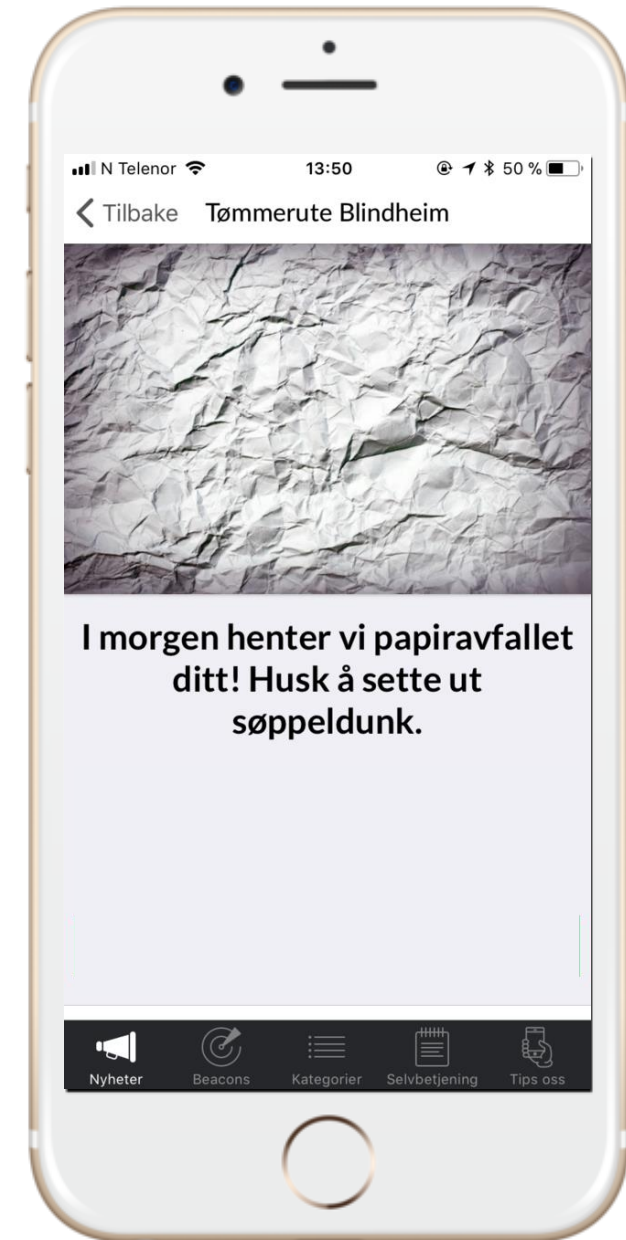 N Telenor 13:50 50 %
Tilbake Tømmerute Blindheim
I morgen henter vi papiravfallet
ditt! Husk å sette ut
søppeldunk.
Nyheter Beacons Kategorier Selvbetjening Tips oss